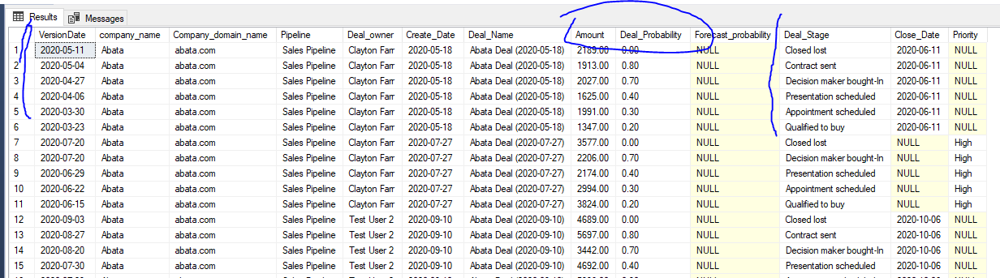 Results Messages
VersionDate company_name Company_domain_name Pipeline Deal_owner Create_Date Deal_Name Amount Deal_Probability Forecast_probability Deal_Stage Close_Date Priority
1 2020-05-11 Abata abata.com Sales Pipeline Clayton Farr 2020-05-18 Abata Deal (2020-05-18) 2189.00 0.00 NULL Closed lost 2020-06-11 NULL
2 2020-05-04 Abata abata.com Sales Pipeline Clayton Farr 2020-05-18 Abata Deal (2020-05-18) 1913.00 0.80 NULL Contract sent 2020-06-11 NULL
3 2020-04-27 Abata abata.com Sales Pipeline Clayton Farr 2020-05-18 Abata Deal (2020-05-18) 2027.00 0.70 NULL Decision maker bought-In 2020-06-11 NULL
4 2020-04-06 Abata abata.com Sales Pipeline Clayton Farr 2020-05-18 Abata Deal (2020-05-18) 1625.00 0.40 NULL Presentation scheduled 2020-06-11 NULL
5 2020-03-30 Abata abata.com Sales Pipeline Clayton Farr 2020-05-18 Abata Deal (2020-05-18) 1991.00 0.30 NULL Appointment scheduled 2020-06-11 NULL
6 2020-03-23 Abata abata.com Sales Pipeline Clayton Farr 2020-05-18 Abata Deal (2020-05-18) 1347.00 0.20 NULL Qualified to buy 2020-06-11 NULL
7 2020-07-20 Abata abata.com Sales Pipeline Clayton Farr 2020-07-27 Abata Deal (2020-07-27) 3577.00 0.00 NULL Closed lost NULL High
8 2020-07-20 Abata abata.com Sales Pipeline Clayton Farr 2020-07-27 Abata Deal (2020-07-27) 2206.00 0.70 NULL Decision maker bought-In NULL High
9 2020-06-29 Abata abata.com Sales Pipeline Clayton Farr 2020-07-27 Abata Deal (2020-07-27) 2174.00 0.40 NULL Presentation scheduled NULL High
10 2020-06-22 Abata abata.com Sales Pipeline Clayton Farr 2020-07-27 Abata Deal (2020-07-27) 2994.00 0.30 NULL Appointment scheduled NULL High
11 2020-06-15 Abata abata.com Sales Pipeline Clayton Farr 2020-07-27 Abata Deal (2020-07-27) 3824.00 0.20 NULL Qualified to buy NULL High
12 2020-09-03 Abata abata.com Sales Pipeline Test User 2 2020-09-10 Abata Deal (2020-09-10) 4689.00 0.00 NULL Closed lost 2020-10-06 NULL
13 2020-08-27 Abata abata.com Sales Pipeline Test User 2 2020-09-10 Abata Deal (2020-09-10) 5697.00 0.80 NULL Contract sent 2020-10-06 NULL
14 2020-08-20 Abata abata.com Sales Pipeline Test User 2 2020-09-10 Abata Deal (2020-09-10) 3442.00 0.70 NULL Decision maker bought-In 2020-10-06 NULL
15 2020-07-30 Abata abata.com Sales Pipeline Test User 2 2020-09-10 Abata Deal (2020-09-10) 4692.00 0.40 NULL Presentation scheduled 2020-10-06 NULL